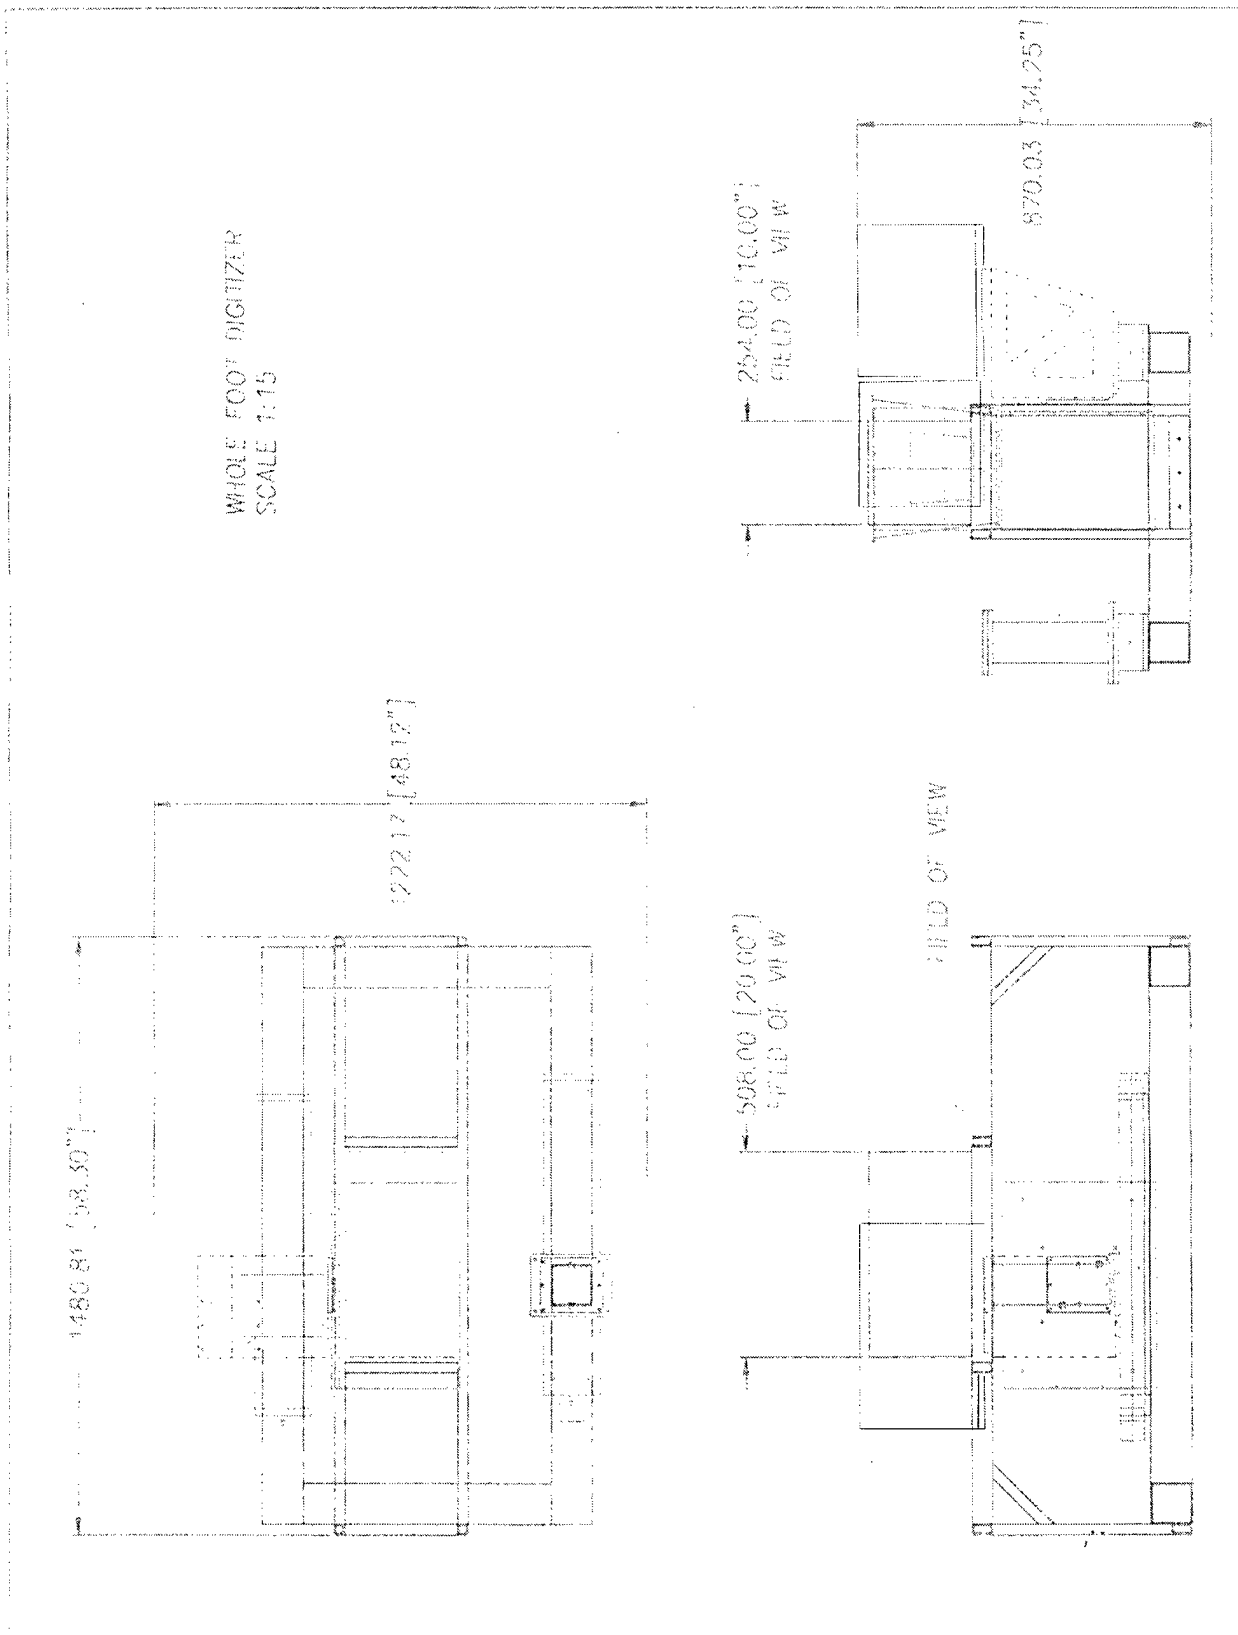 WHOLE FOOT DIGITIZER
SCALE 1:15
1480.81 [58.30"]
1222.17 [48.12"]
254.00 [10.00"]
FIELD OF VIEW
870.03 [34.25"]
508.00 [20.00"]
FIELD OF VIEW
FIELD OF VIEW